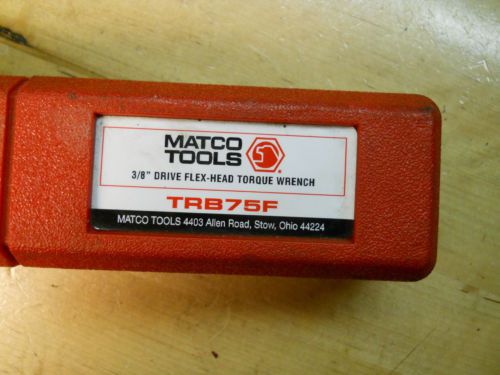 MATCO
TOOLS
3/8" DRIVE FLEX-HEAD TORQUE WRENCH
TRB75F
MATCO TOOLS 4403 Allen Road, Stow, Ohio 44224